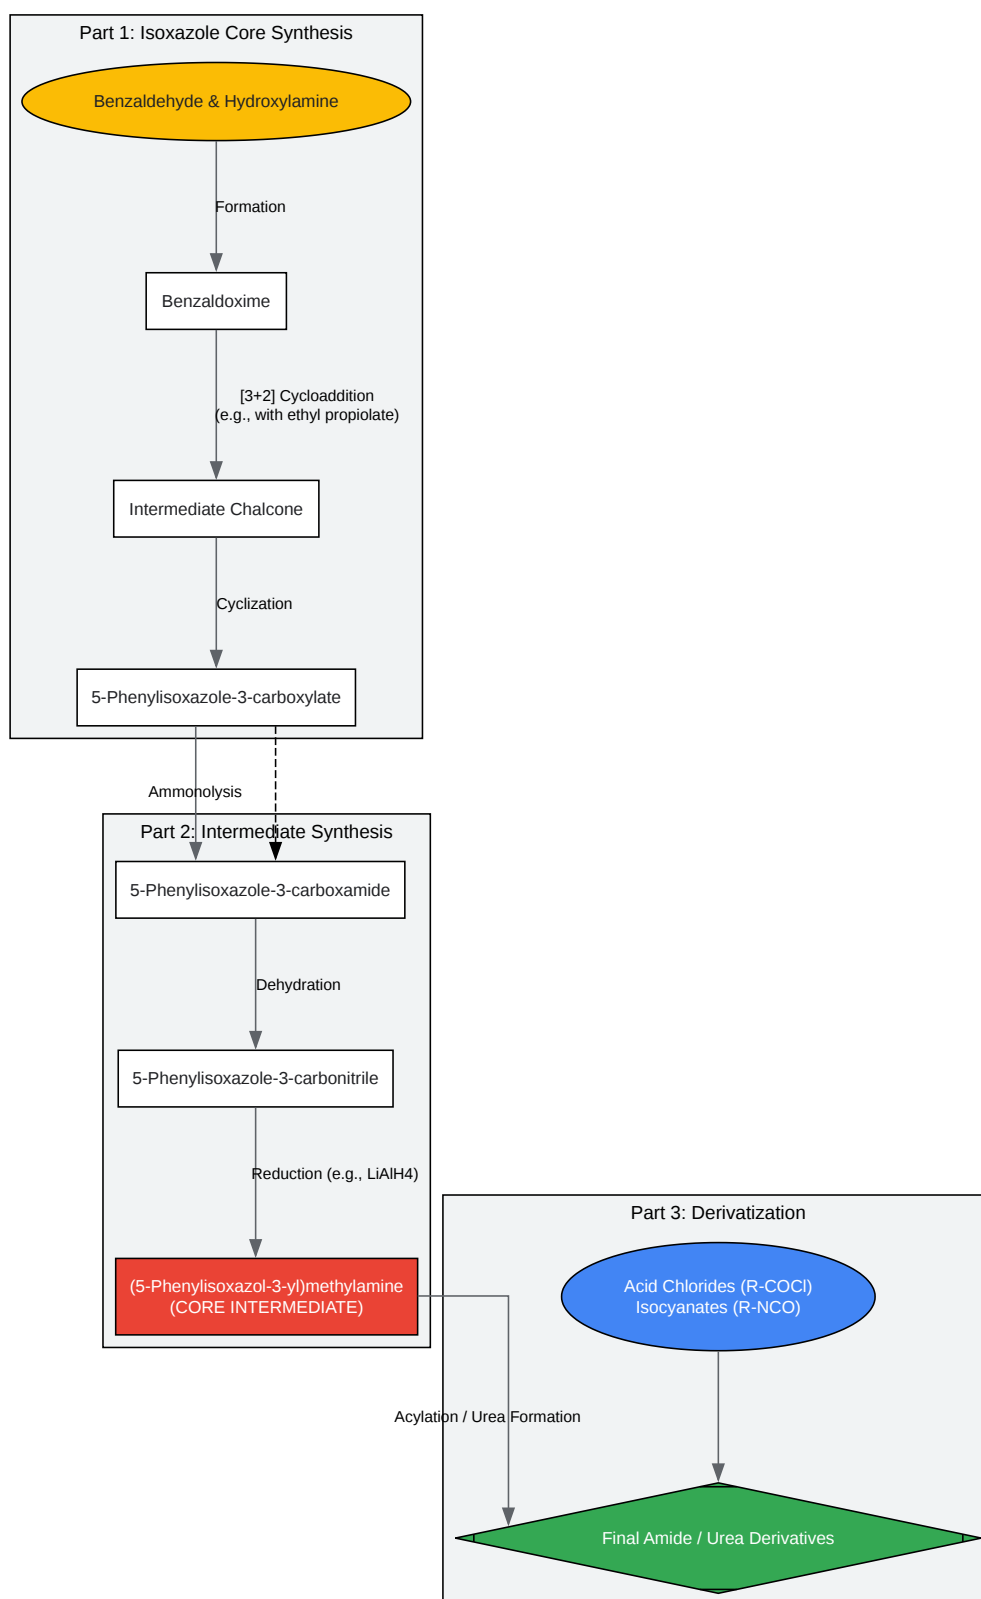 Part 1: Isoxazole Core Synthesis
Benzaldehyde & Hydroxylamine
Formation
Benzaldoxime
[3+2] Cycloaddition
(e.g., with ethyl propiolate)
Intermediate Chalcone
Cyclization
5-Phenylisoxazole-3-carboxylate
Ammonolysis
Part 2: Intermediate Synthesis
5-Phenylisoxazole-3-carboxamide
Dehydration
5-Phenylisoxazole-3-carbonitrile
Reduction (e.g., LiAlH4)
(5-Phenylisoxazol-3-yl)methylamine
(CORE INTERMEDIATE)
Part 3: Derivatization
Acid Chlorides (R-COCl)
Isocyanates (R-NCO)
Acylation / Urea Formation
Final Amide / Urea Derivatives